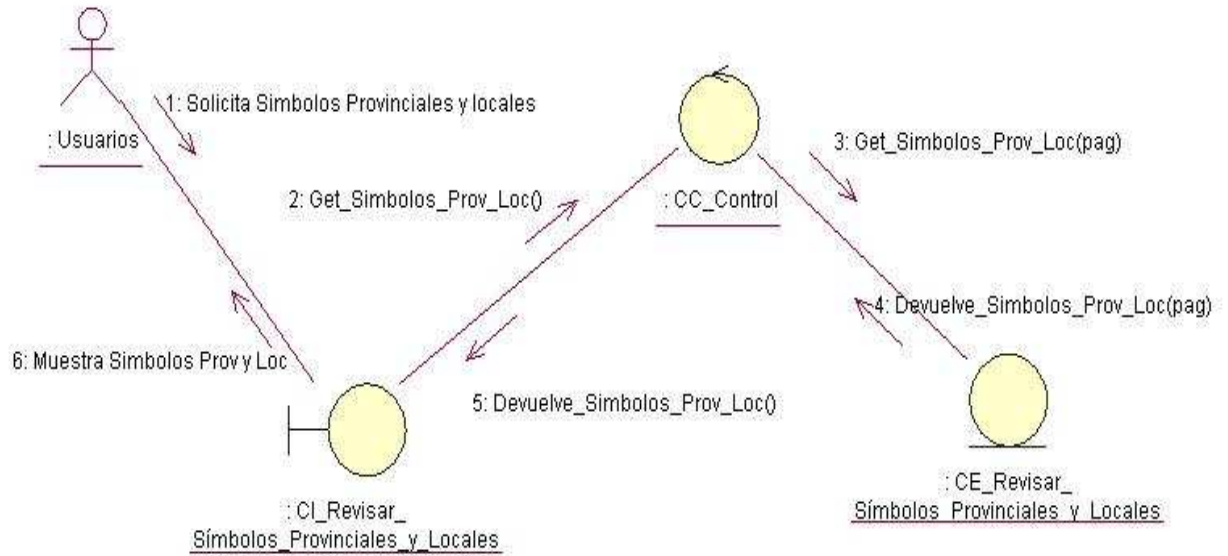 1: Solicita Simbolos Provinciales y locales
: Usuarios
3: Get_Simbolos_Prov_Loc(pag)
2: Get_Simbolos_Prov_Loc()
: CC_Control
4: Devuelve_Simbolos_Prov_Loc(pag)
6: Muestra Simbolos Prov y Loc
5: Devuelve_Simbolos_Prov_Loc()
: CI_Revisar_
Símbolos_Provinciales_y_Locales
: CE_Revisar_
Símbolos_Provinciales_y_Locales